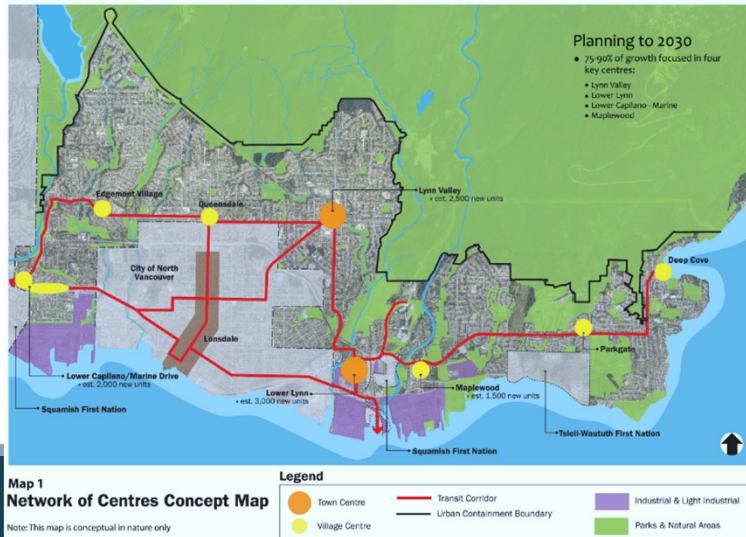 Planning to 2030
• 75-90% of growth focused in four
key centres:
• Lynn Valley
• Lower Lynn
• Lower Capilano - Marine
• Maplewood
Edgemont Village
Queensdale
Lynn Valley
• est. 2,500 new units
City of North
Vancouver
Deep Cove
Lonsdale
Parkgate
Lower Capilano/Marine Drive
• est. 2,000 new units
Lower Lynn
• est. 3,000 new units
Maplewood
• est. 1,500 new units
Squamish First Nation
Tsleil-Waututh First Nation
Squamish First Nation
Map 1
Network of Centres Concept Map
Note: This map is conceptual in nature only
Legend
Town Centre
Village Centre
Transit Corridor
Urban Containment Boundary
Industrial & Light Industrial
Parks & Natural Areas